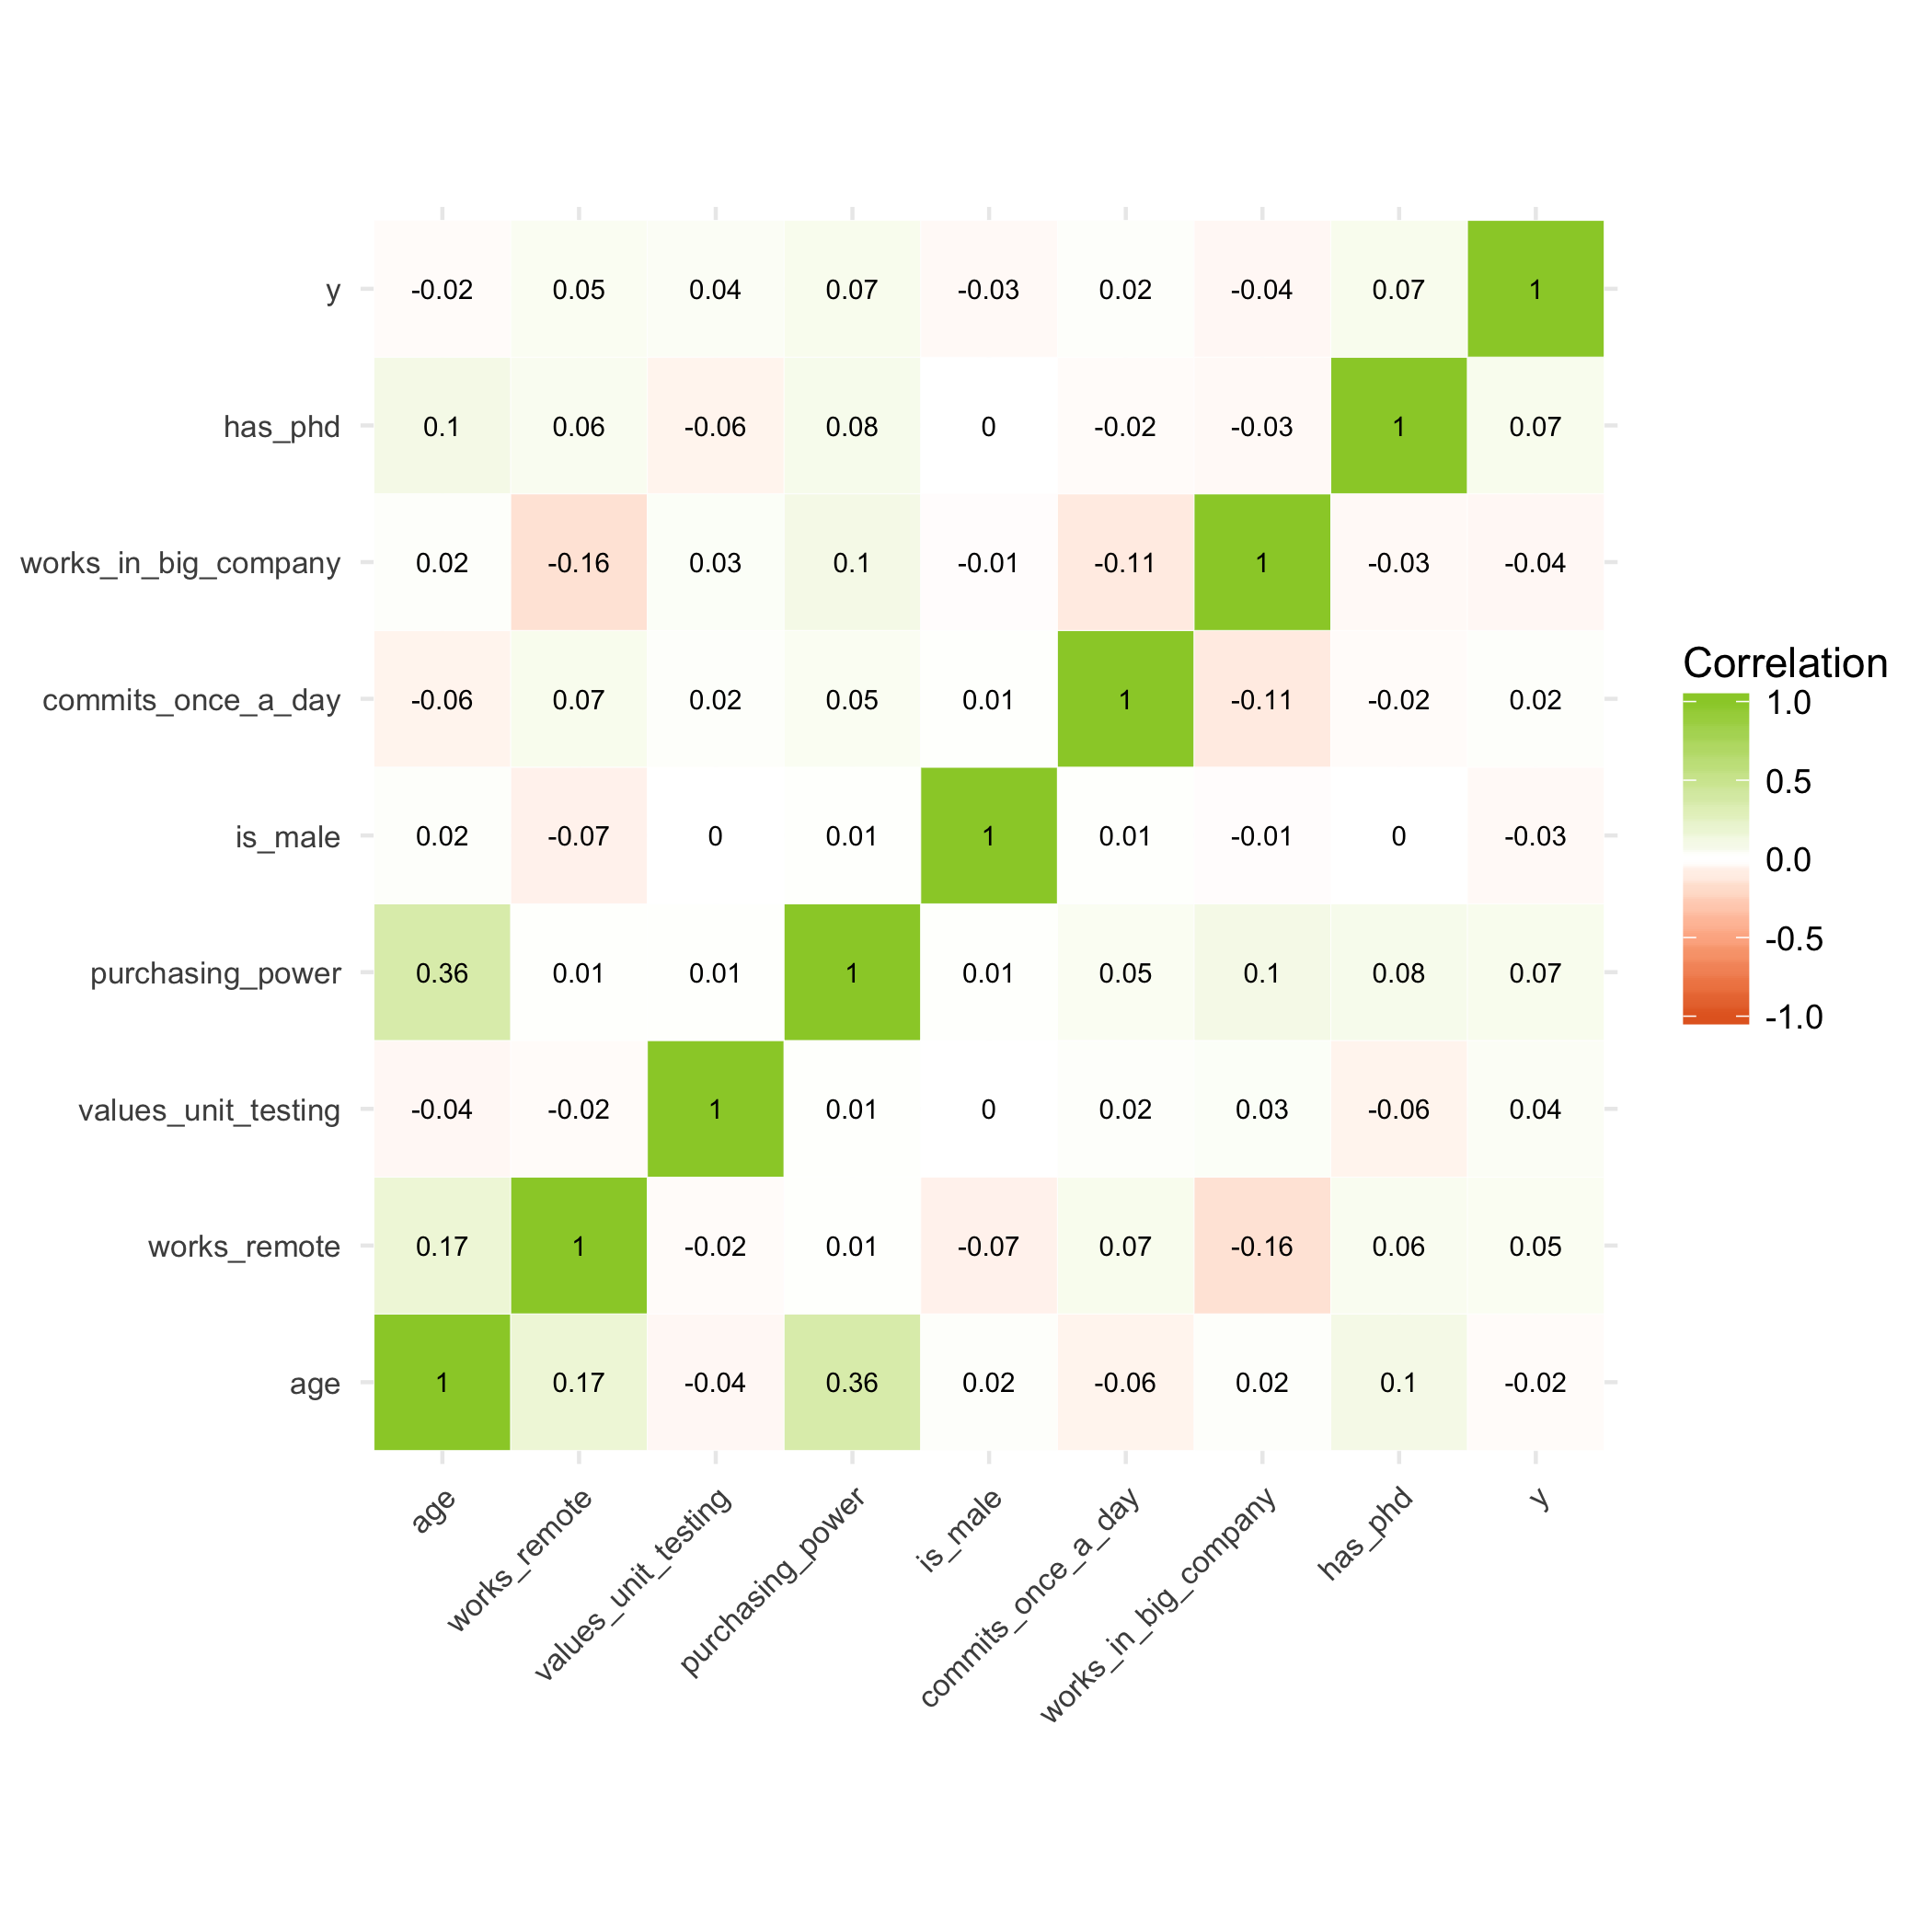 y -0.02 0.05 0.04 0.07 -0.03 0.02 -0.04 0.07 1
has_phd 0.1 0.06 -0.06 0.08 0 -0.02 -0.03 1 0.07
works_in_big_company 0.02 -0.16 0.03 0.1 -0.01 -0.11 1 -0.03 -0.04
commits_once_a_day -0.06 0.07 0.02 0.05 0.01 1 -0.11 -0.02 0.02
is_male 0.02 -0.07 0 0.01 1 0.01 -0.01 0 -0.03
purchasing_power 0.36 0.01 0.01 1 0.01 0.05 0.1 0.08 0.07
values_unit_testing -0.04 -0.02 1 0.01 0 0.02 0.03 -0.06 0.04
works_remote 0.17 1 -0.02 0.01 -0.07 0.07 -0.16 0.06 0.05
age 1 0.17 -0.04 0.36 0.02 -0.06 0.02 0.1 -0.02
age
works_remote
values_unit_testing
purchasing_power
is_male
commits_once_a_day
works_in_big_company
has_phd
y
Correlation
1.0
0.5
0.0
-0.5
-1.0